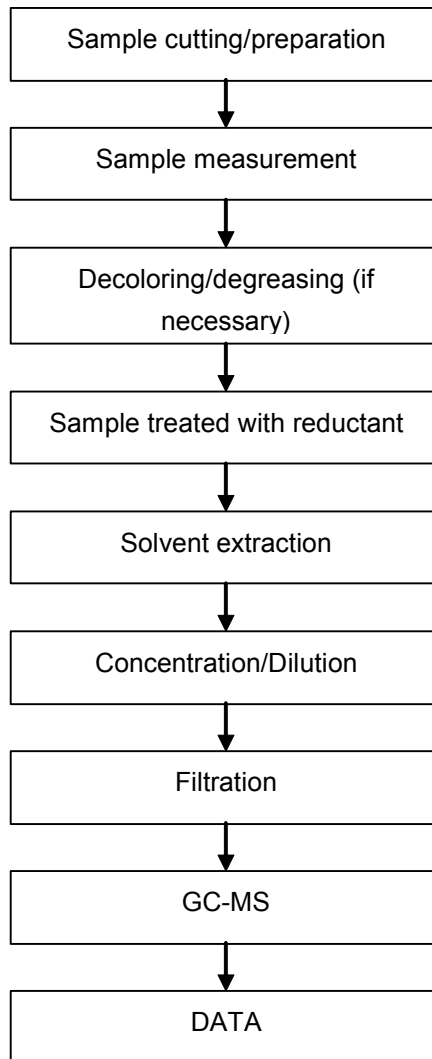 Sample cutting/preparation
Sample measurement
Decoloring/degreasing (if
necessary)
Sample treated with reductant
Solvent extraction
Concentration/Dilution
Filtration
GC-MS
DATA